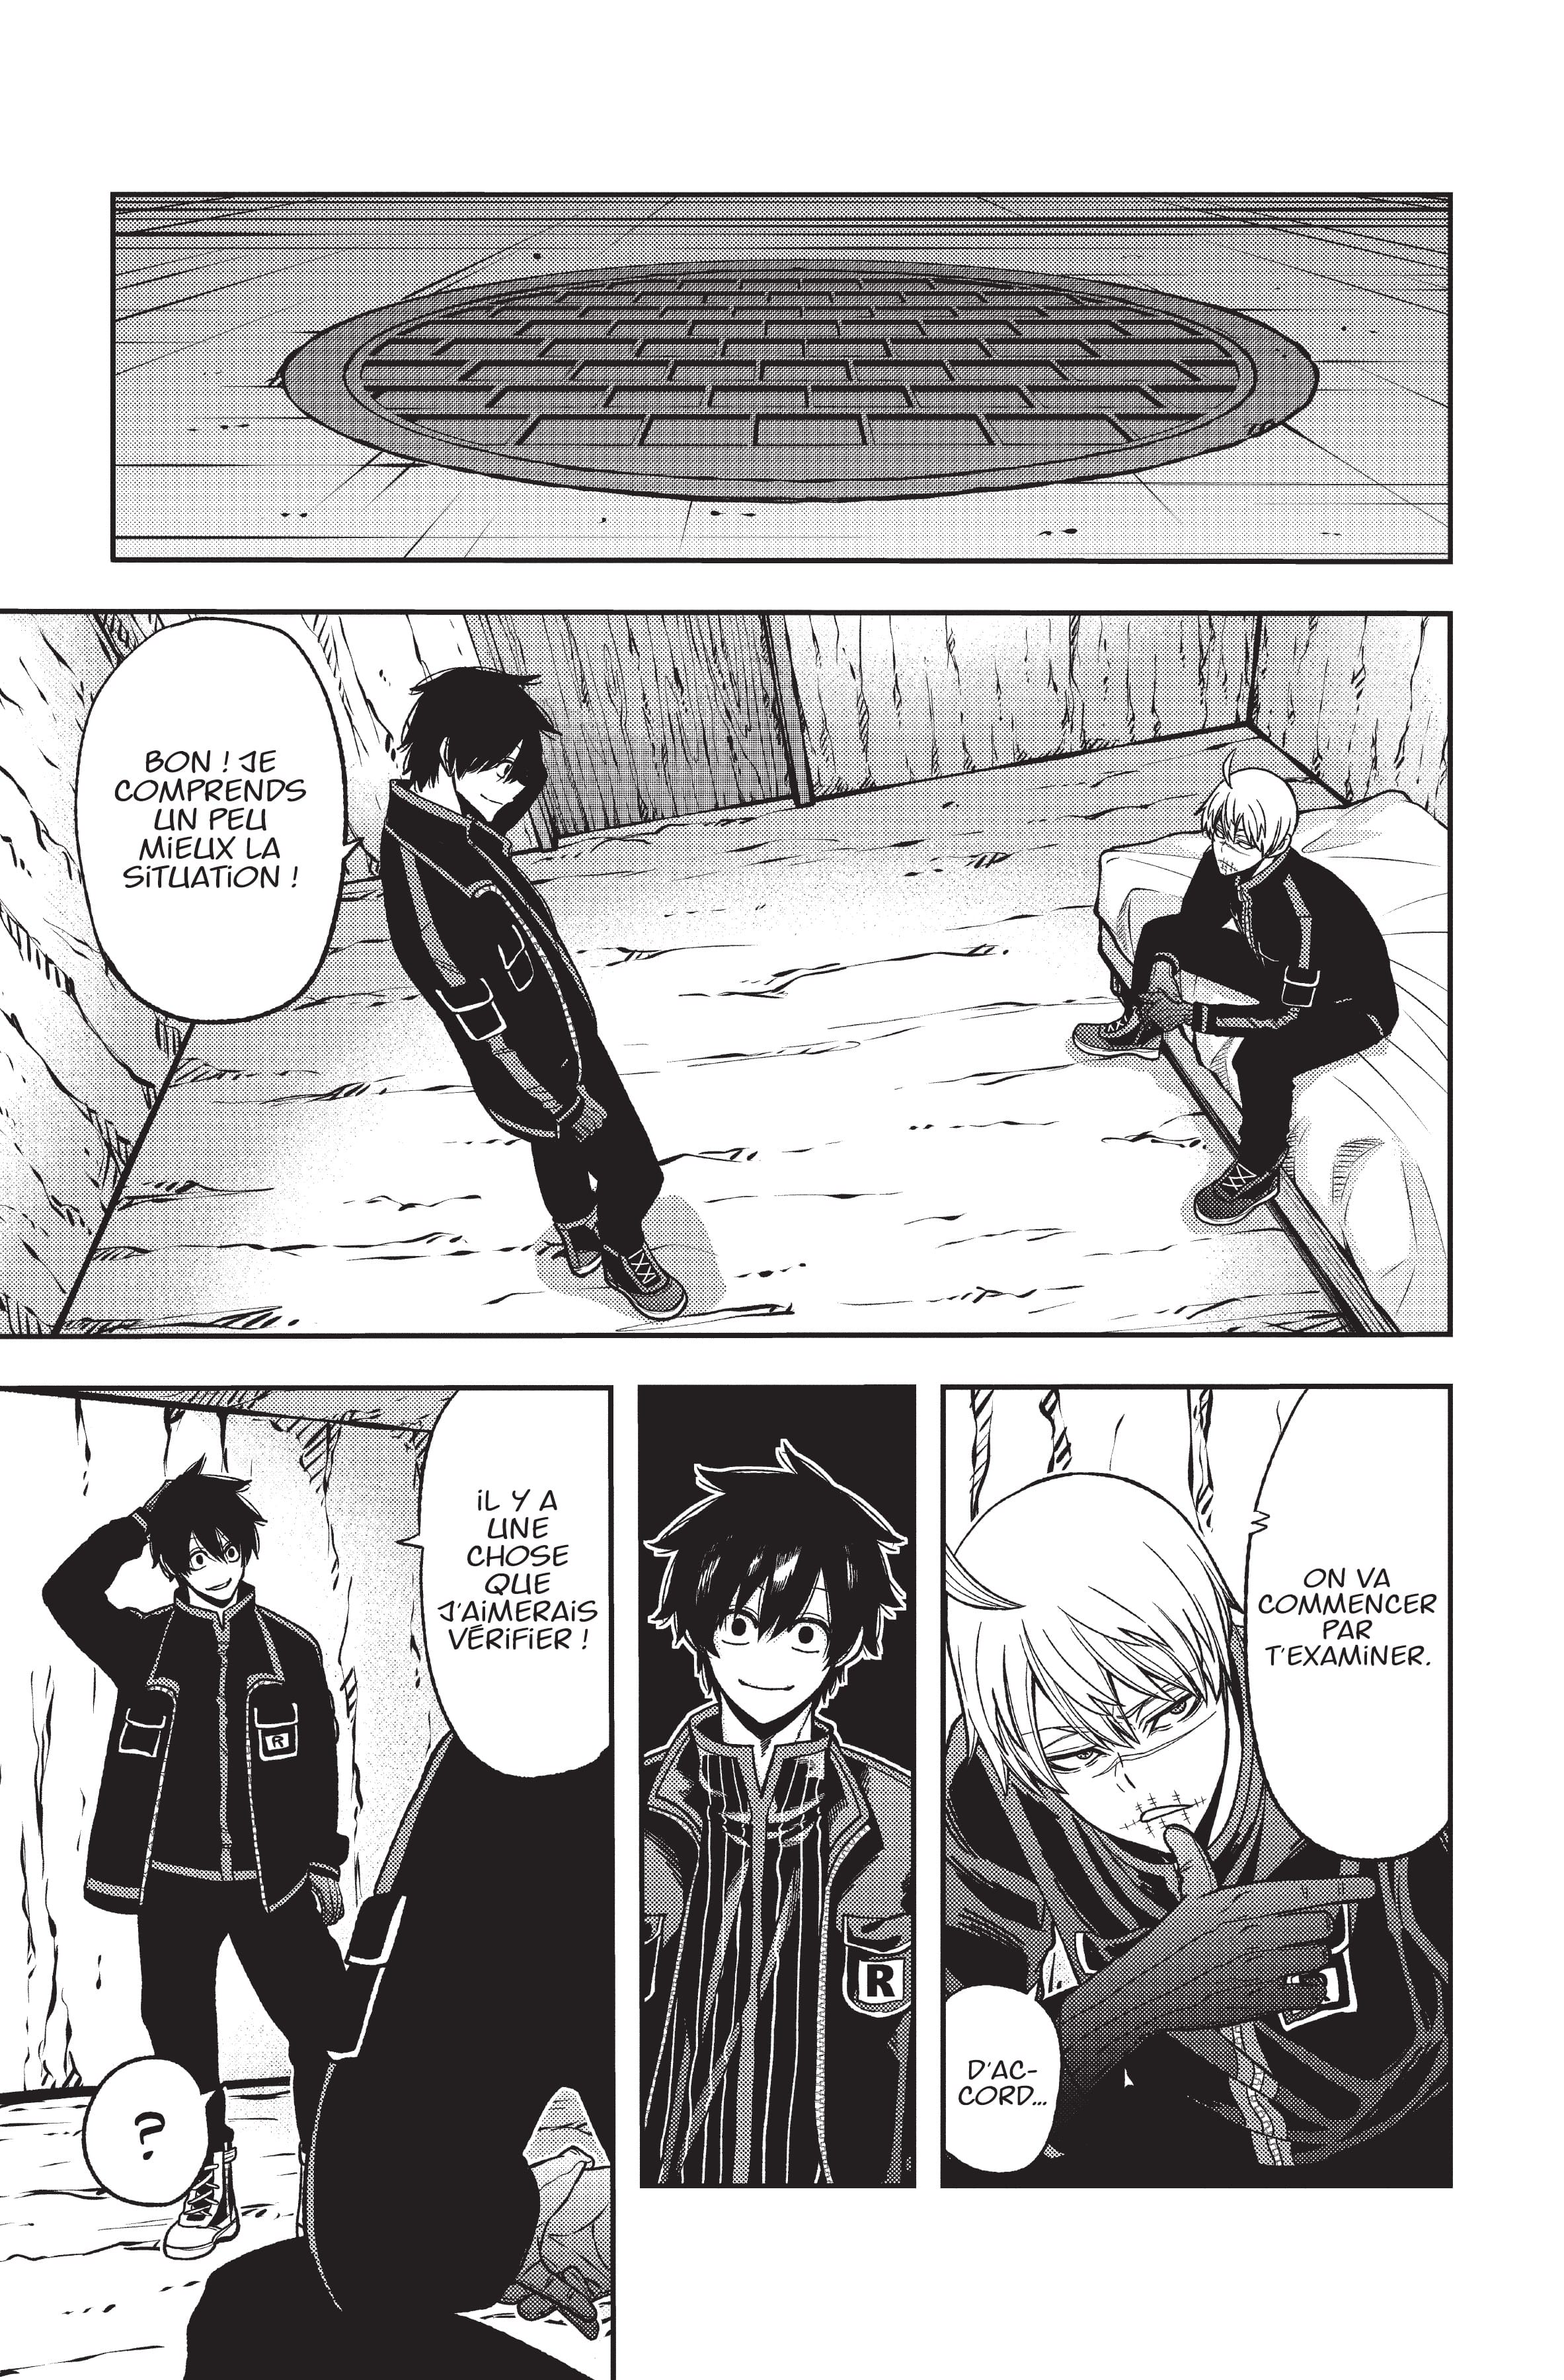 BON ! JE
COMPRENDS
UN PEU
MIEUX LA
SITUATION !
ON VA
COMMENCER
PAR
T'EXAMINER.
D'AC-
CORD...
R
IL Y A
UNE
CHOSE
QUE
J'AIMERAIS
VÉRIFIER !
R
?